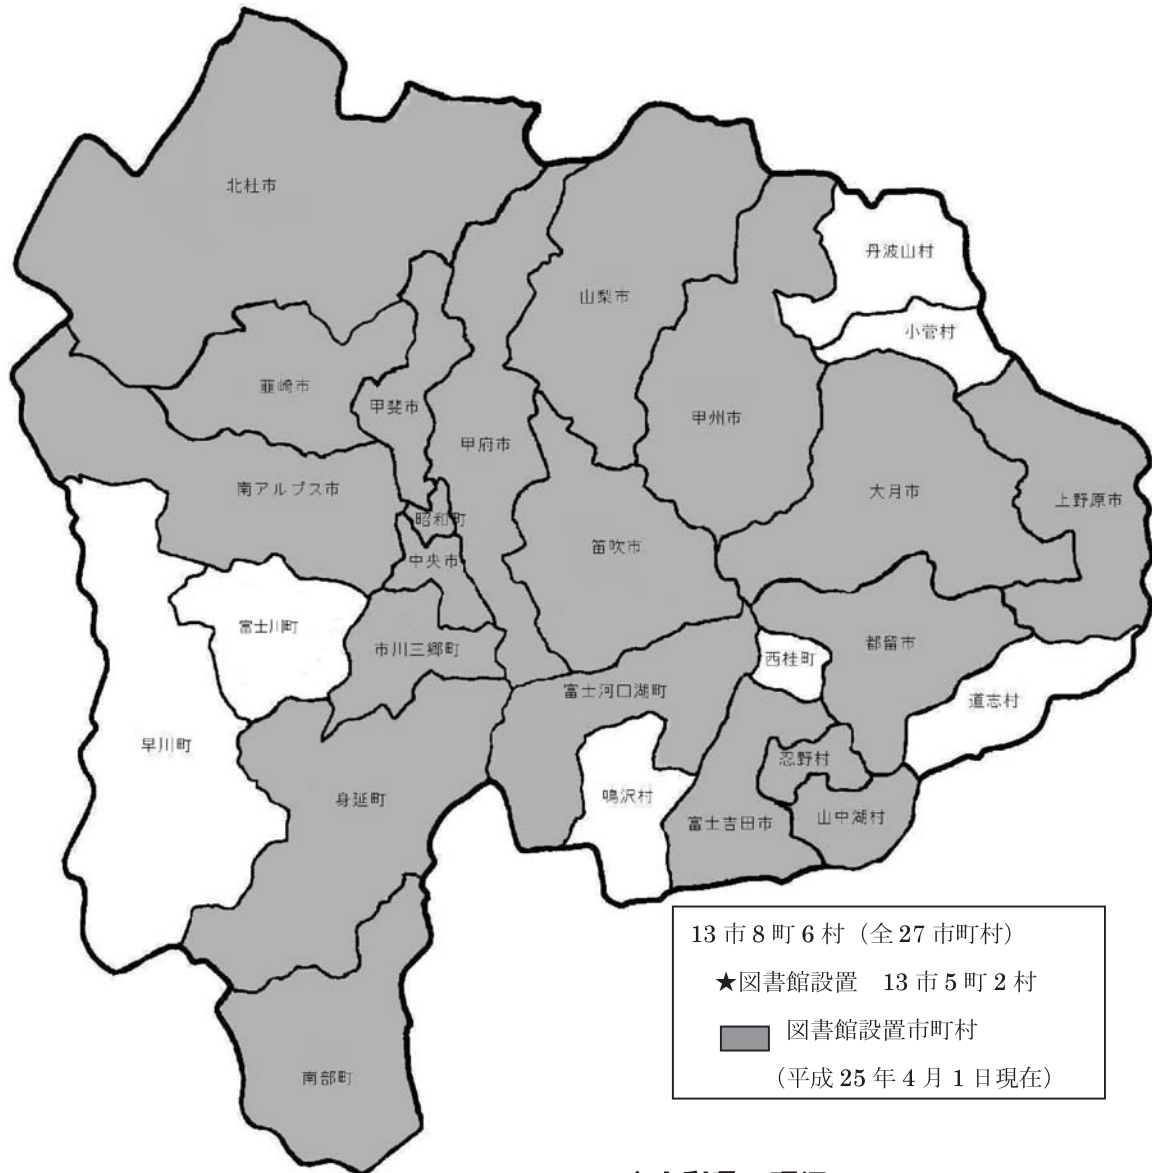 北杜市
丹波山村
山梨市
小菅村
韮崎市
甲斐市
甲州市
甲府市
南アルプス市
大月市
上野原市
昭和町
笛吹市
中央市
富士川町
市川三郷町
都留市
西桂町
富士河口湖町
道志村
早川町
忍野村
身延町
鳴沢村
富士吉田市
山中湖村
13市8町6村（全27市町村）
★図書館設置　13市5町2村
図書館設置市町村
（平成25年4月1日現在）
南部町